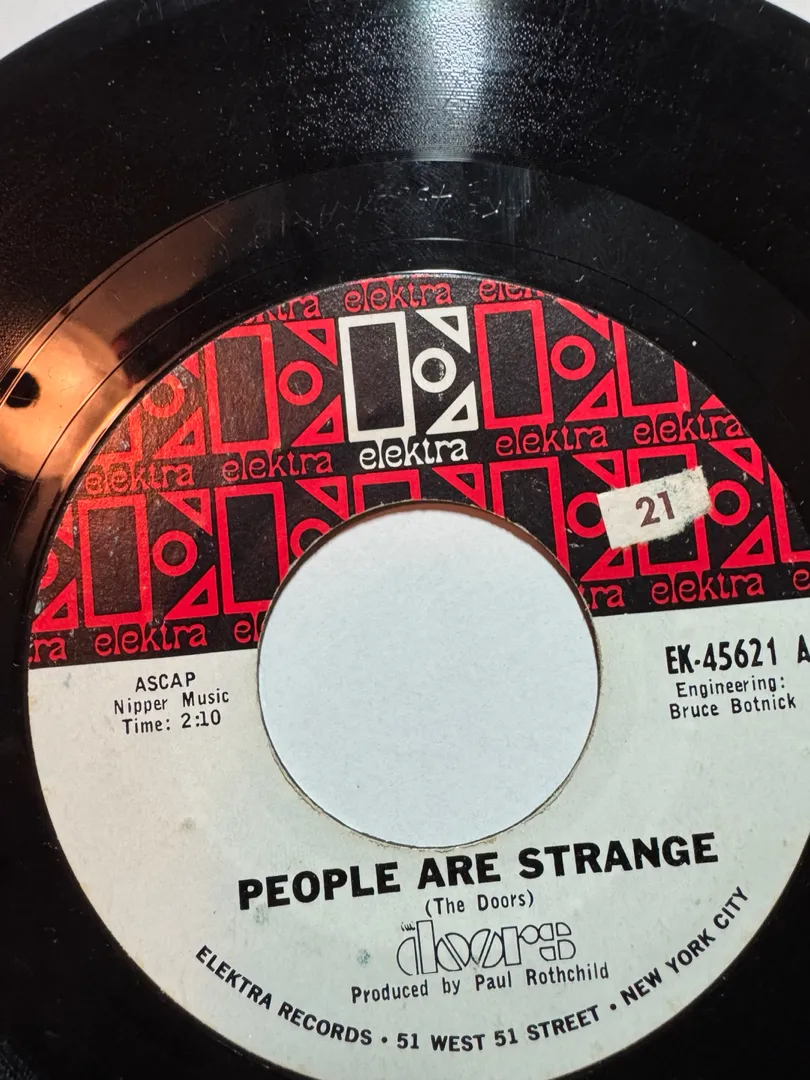 elektra elektra
elektra
elektra elektra elektra elektra elektra
21
elektra elektra
EK-45621 A
ASCAP
Nipper Music
Time: 2:10
Engineering:
Bruce Botnick
PEOPLE ARE STRANGE
(The Doors)
THE doors
Produced by Paul Rothchild
ELEKTRA RECORDS • 51 WEST 51 STREET • NEW YORK CITY